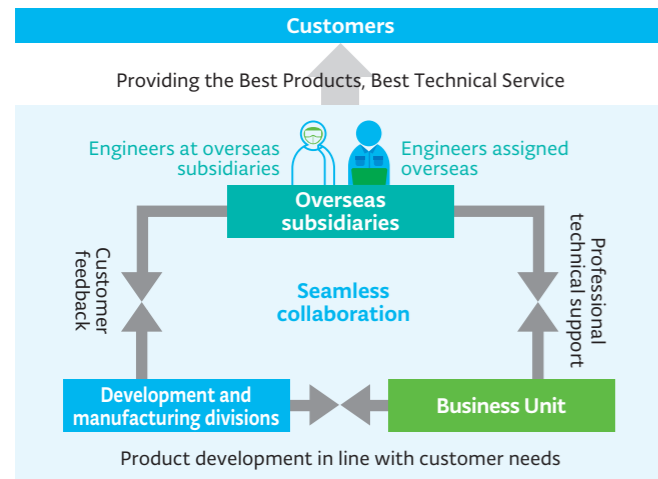 Customers
Providing the Best Products, Best Technical Service
Engineers at overseas
subsidiaries
Engineers assigned
overseas
Overseas
subsidiaries
Customer
feedback
Seamless
collaboration
Professional
technical support
Development and
manufacturing divisions
Business Unit
Product development in line with customer needs